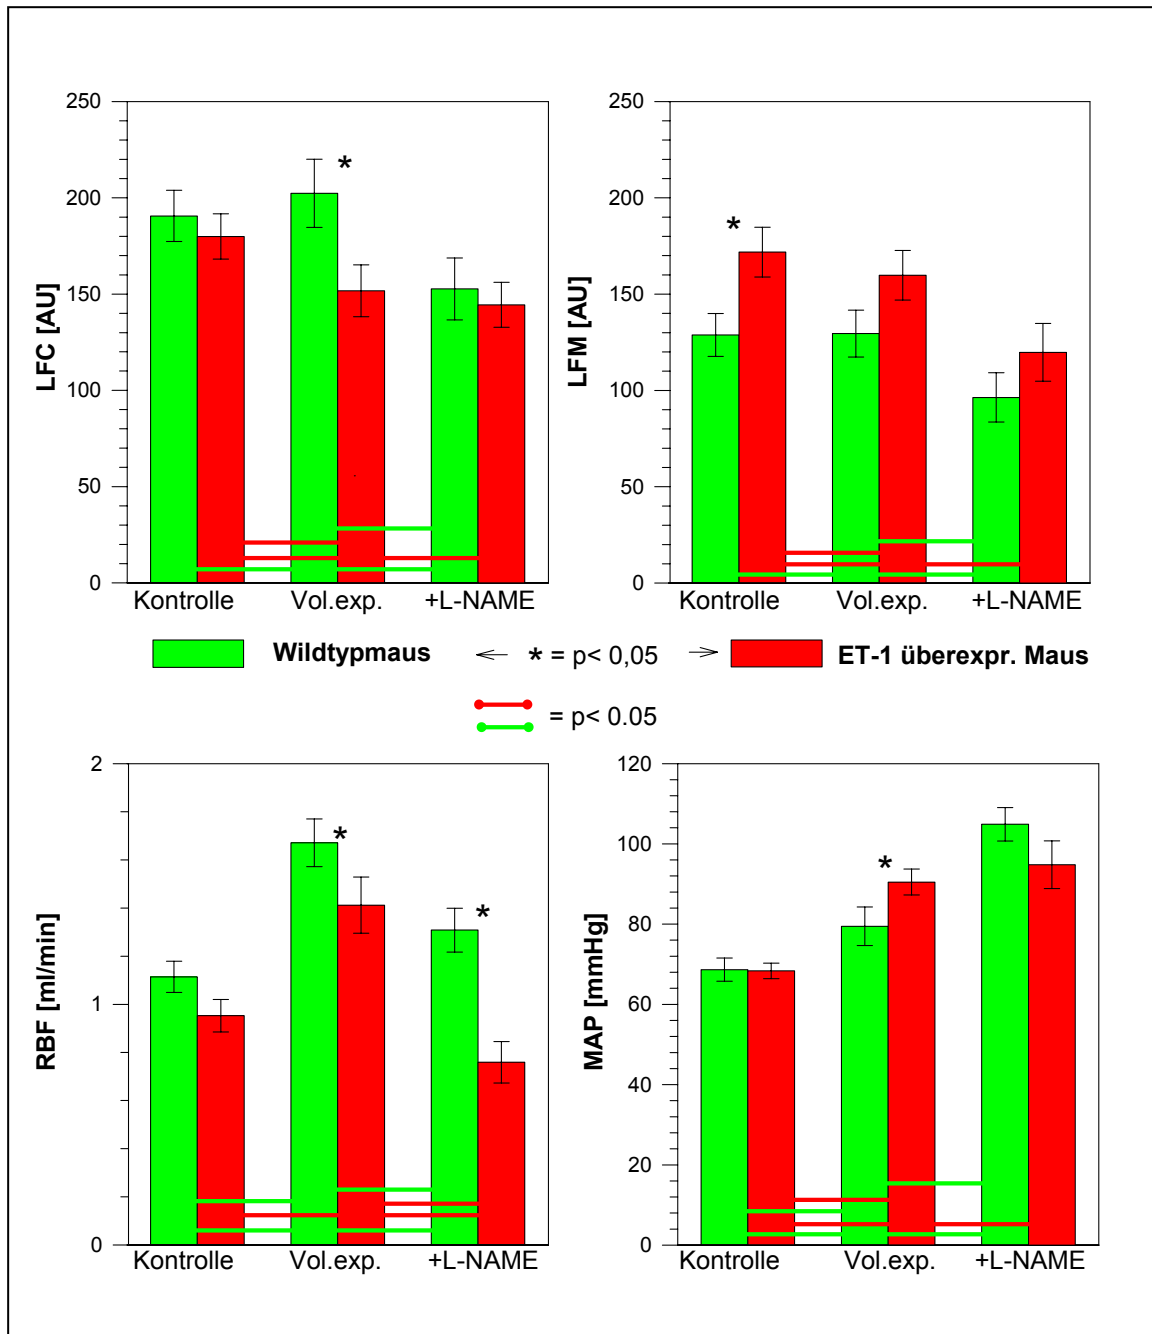 LFC [AU]
250
200
150
100
50
0
*
Kontrolle Vol.exp. +L-NAME
LFM [AU]
250
200
150
100
50
0
*
Kontrolle Vol.exp. +L-NAME
Wildtypmaus ← * = p< 0,05 → ET-1 überexpr. Maus
= p< 0.05
RBF [ml/min]
2
1
0
*
*
Kontrolle Vol.exp. +L-NAME
MAP [mmHg]
120
100
80
60
40
20
0
*
Kontrolle Vol.exp. +L-NAME